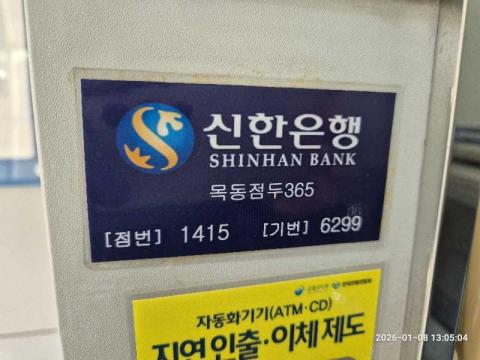 신한은행
SHINHAN BANK
목동점두365
[점번] 1415 [기번] 6299
자동화기기(ATM·CD)
지연인출·이체 제도
2026-01-08 13:05:04